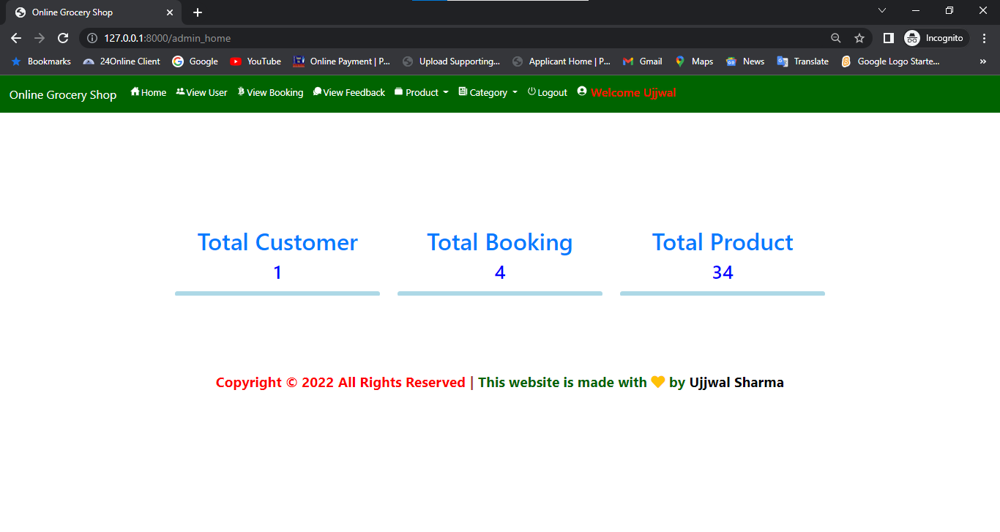 Online Grocery Shop
127.0.0.1:8000/admin_home
Incognito
Bookmarks 24Online Client Google YouTube Online Payment | P... Upload Supporting... Applicant Home | P... Gmail Maps News Translate Google Logo Starte... »
Online Grocery Shop Home View User View Booking View Feedback Product Category Logout Welcome Ujjwal
Total Customer Total Booking Total Product
1 4 34
Copyright © 2022 All Rights Reserved | This website is made with by Ujjwal Sharma